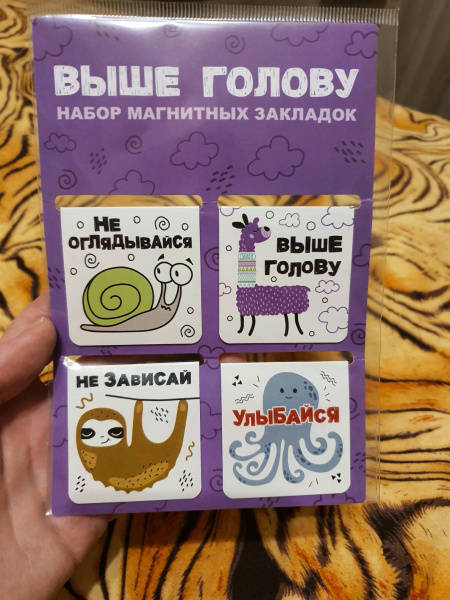 ВЫШЕ ГОЛОВУ
НАБОР МАГНИТНЫХ ЗАКЛАДОК
НЕ
ОГЛЯДЫВАЙСЯ
ВЫШЕ
ГОЛОВУ
НЕ ЗАВИСАЙ
УЛЫБАЙСЯ